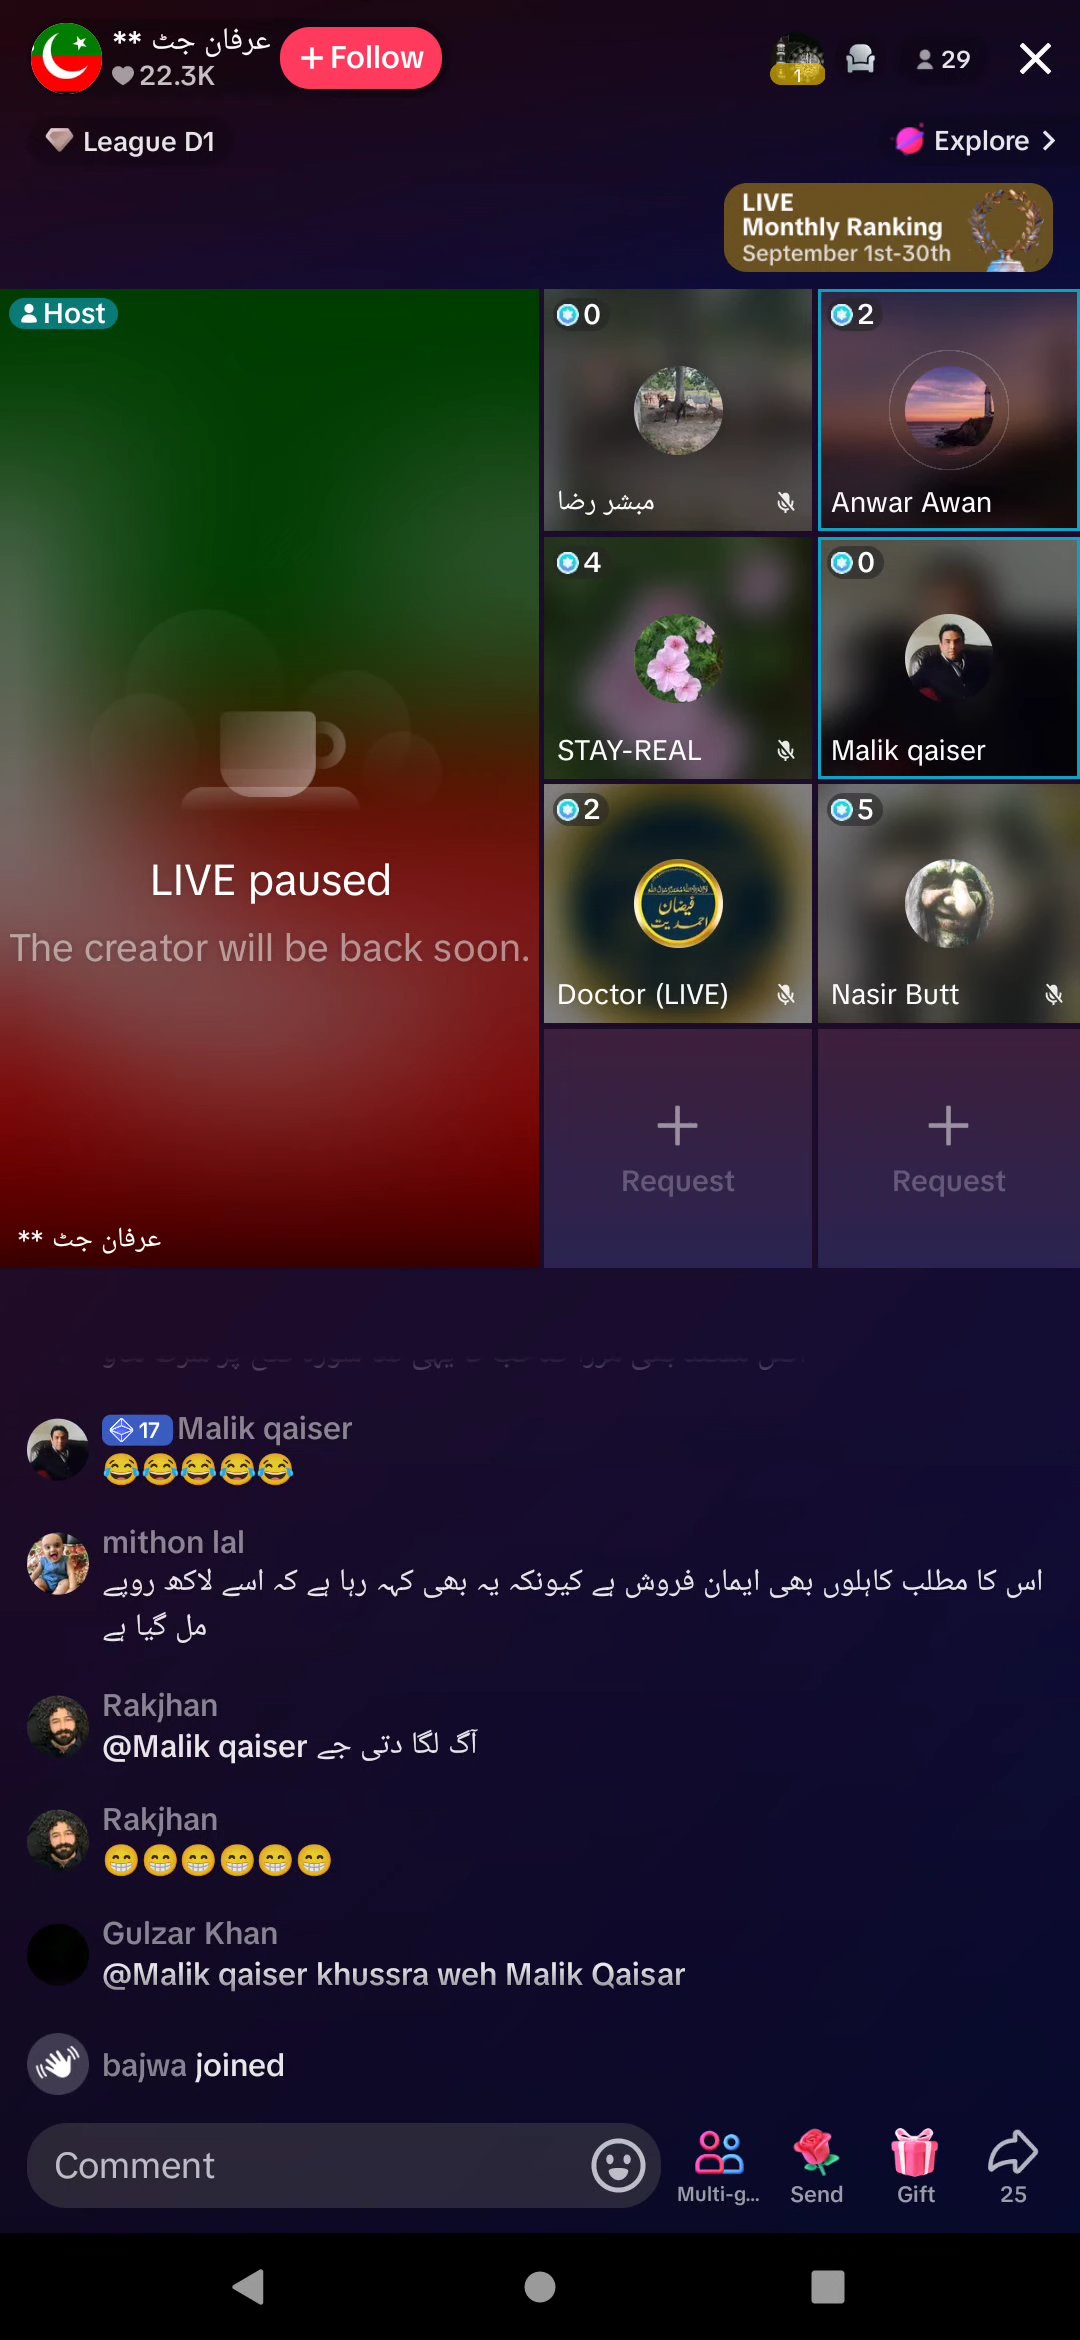 عرفان جٹ **
22.3K
+ Follow
1
29
League D1
Explore
LIVE
Monthly Ranking
September 1st-30th
Host
0
2
مبشر رضا
Anwar Awan
4
0
STAY-REAL
Malik qaiser
2
5
فیضان
احمدیت
Doctor (LIVE)
Nasir Butt
LIVE paused
The creator will be back soon.
Request
Request
عرفان جٹ **
17 Malik qaiser
😂😂😂😂😂
mithon lal
اس کا مطلب کاہلوں بھی ایمان فروش ہے کیونکہ یہ بھی کہہ رہا ہے کہ اسے لاکھ روپے
مل گیا ہے
Rakjhan
@Malik qaiser آگ لگا دتی جے
Rakjhan
😁😁😁😁😁😁
Gulzar Khan
@Malik qaiser khussra weh Malik Qaisar
bajwa joined
Comment
Multi-g...
Send
Gift
25